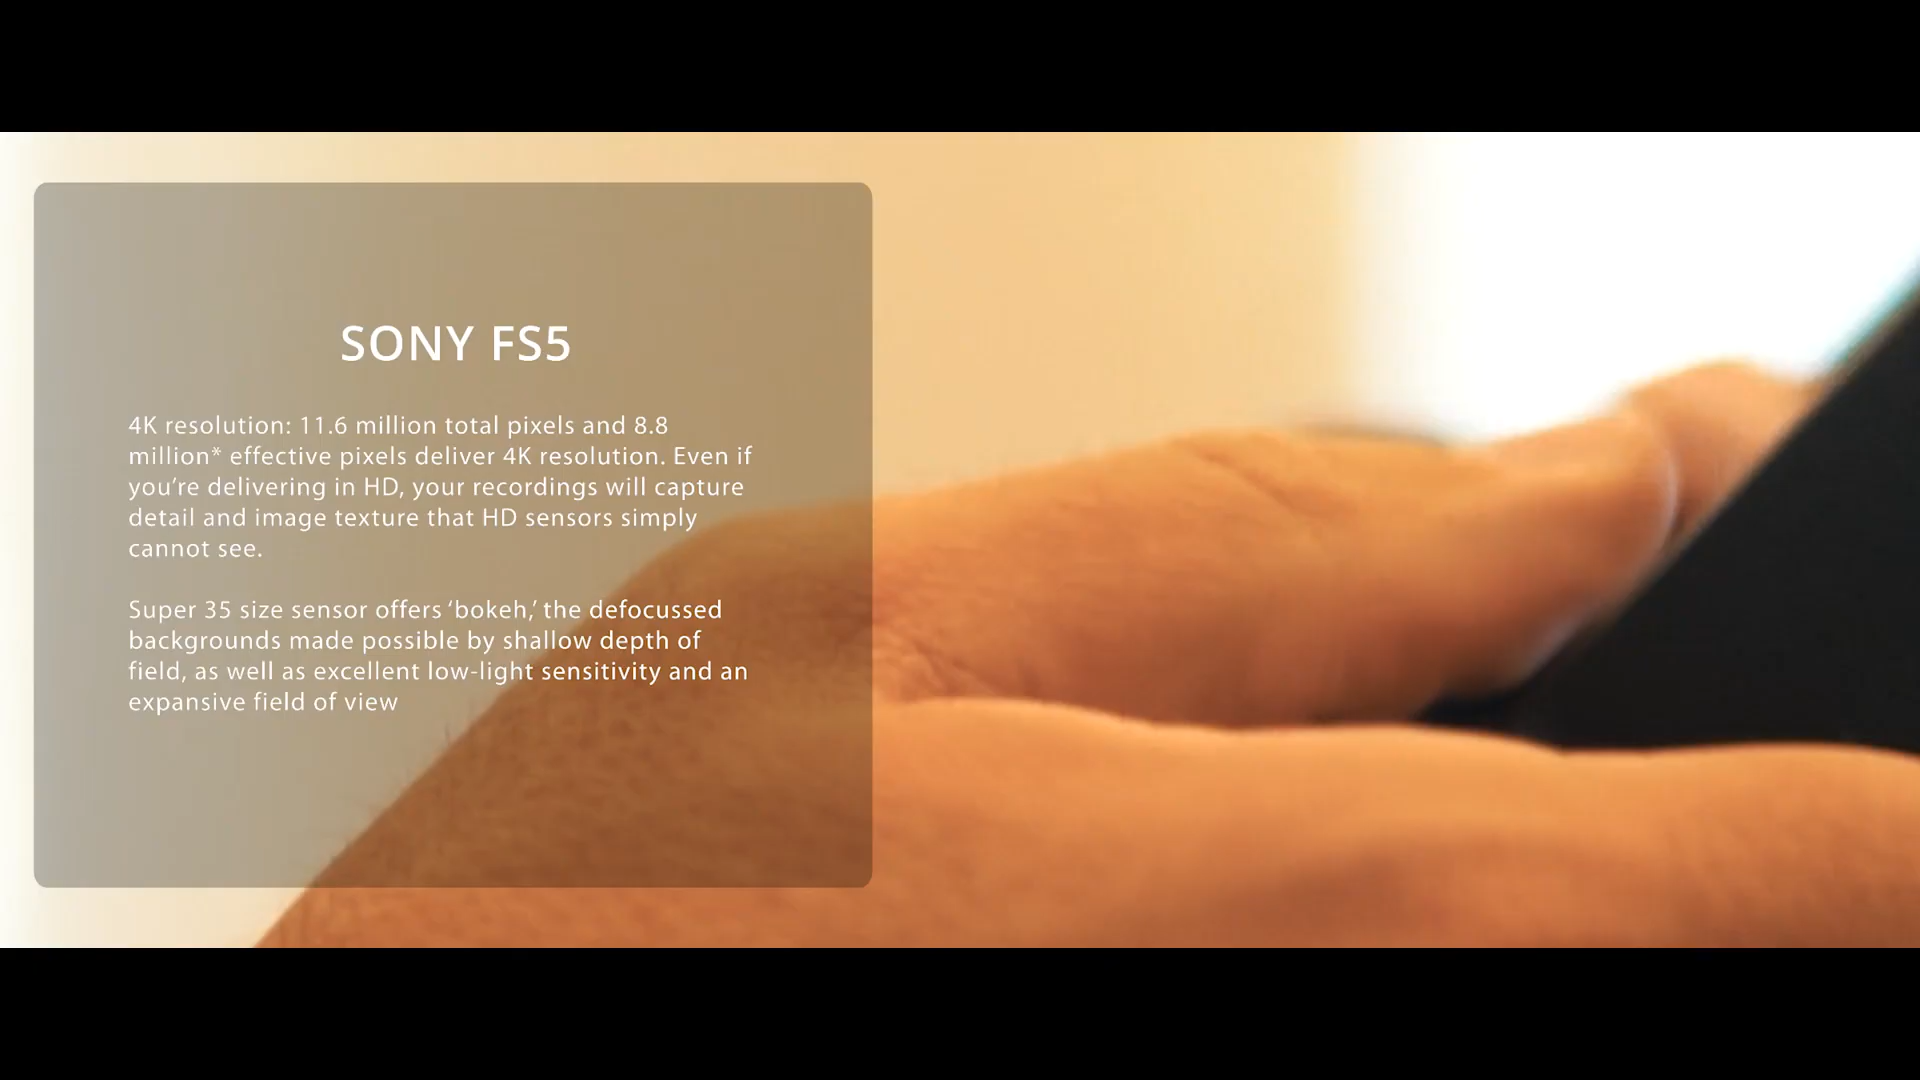 SONY FS5
4K resolution: 11.6 million total pixels and 8.8
million* effective pixels deliver 4K resolution. Even if
you’re delivering in HD, your recordings will capture
detail and image texture that HD sensors simply
cannot see.
Super 35 size sensor offers ‘bokeh,’ the defocussed
backgrounds made possible by shallow depth of
field, as well as excellent low-light sensitivity and an
expansive field of view